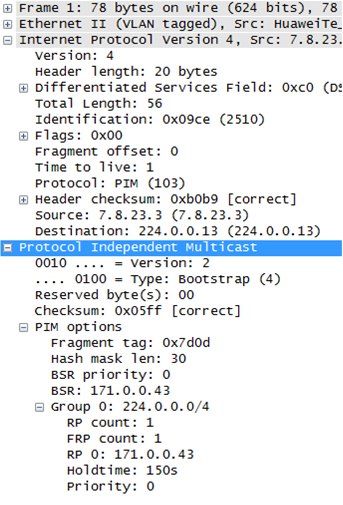 Frame 1: 78 bytes on wire (624 bits), 78
Ethernet II (VLAN tagged), Src: HuaweiTe_
Internet Protocol Version 4, Src: 7.8.23.
Version: 4
Header length: 20 bytes
Differentiated Services Field: 0xc0 (DS
Total Length: 56
Identification: 0x09ce (2510)
Flags: 0x00
Fragment offset: 0
Time to live: 1
Protocol: PIM (103)
Header checksum: 0xb0b9 [correct]
Source: 7.8.23.3 (7.8.23.3)
Destination: 224.0.0.13 (224.0.0.13)
Protocol Independent Multicast
0010 .... = Version: 2
.... 0100 = Type: Bootstrap (4)
Reserved byte(s): 00
Checksum: 0x05ff [correct]
PIM options
Fragment tag: 0x7d0d
Hash mask len: 30
BSR priority: 0
BSR: 171.0.0.43
Group 0: 224.0.0.0/4
RP count: 1
FRP count: 1
RP 0: 171.0.0.43
Holdtime: 150s
Priority: 0